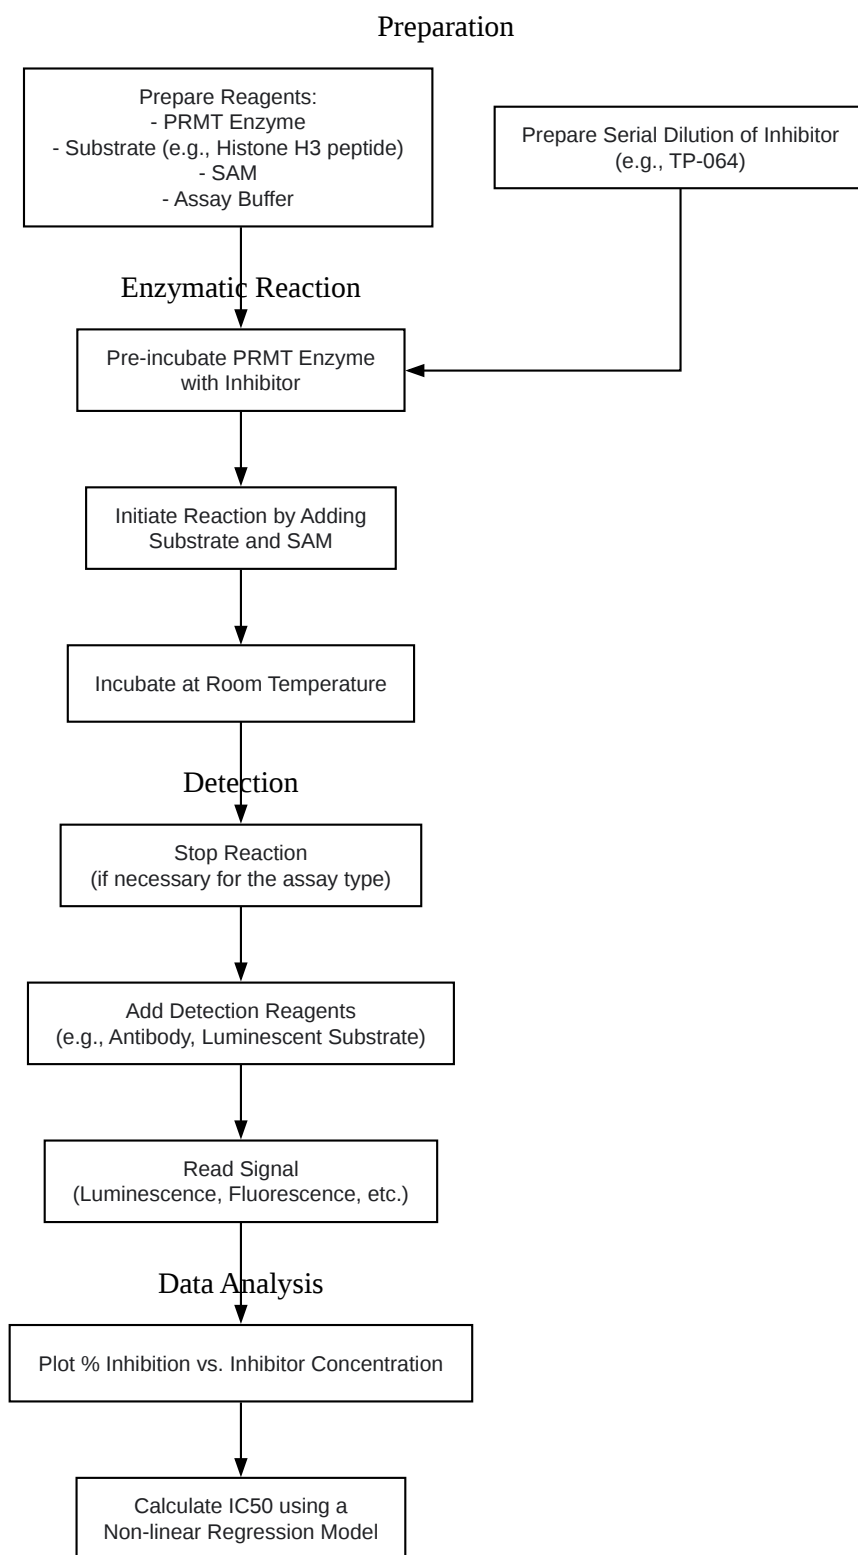 Preparation
Prepare Reagents:
- PRMT Enzyme
- Substrate (e.g., Histone H3 peptide)
- SAM
- Assay Buffer
Prepare Serial Dilution of Inhibitor
(e.g., TP-064)
Enzymatic Reaction
Pre-incubate PRMT Enzyme
with Inhibitor
Initiate Reaction by Adding
Substrate and SAM
Incubate at Room Temperature
Detection
Stop Reaction
(if necessary for the assay type)
Add Detection Reagents
(e.g., Antibody, Luminescent Substrate)
Read Signal
(Luminescence, Fluorescence, etc.)
Data Analysis
Plot % Inhibition vs. Inhibitor Concentration
Calculate IC50 using a
Non-linear Regression Model